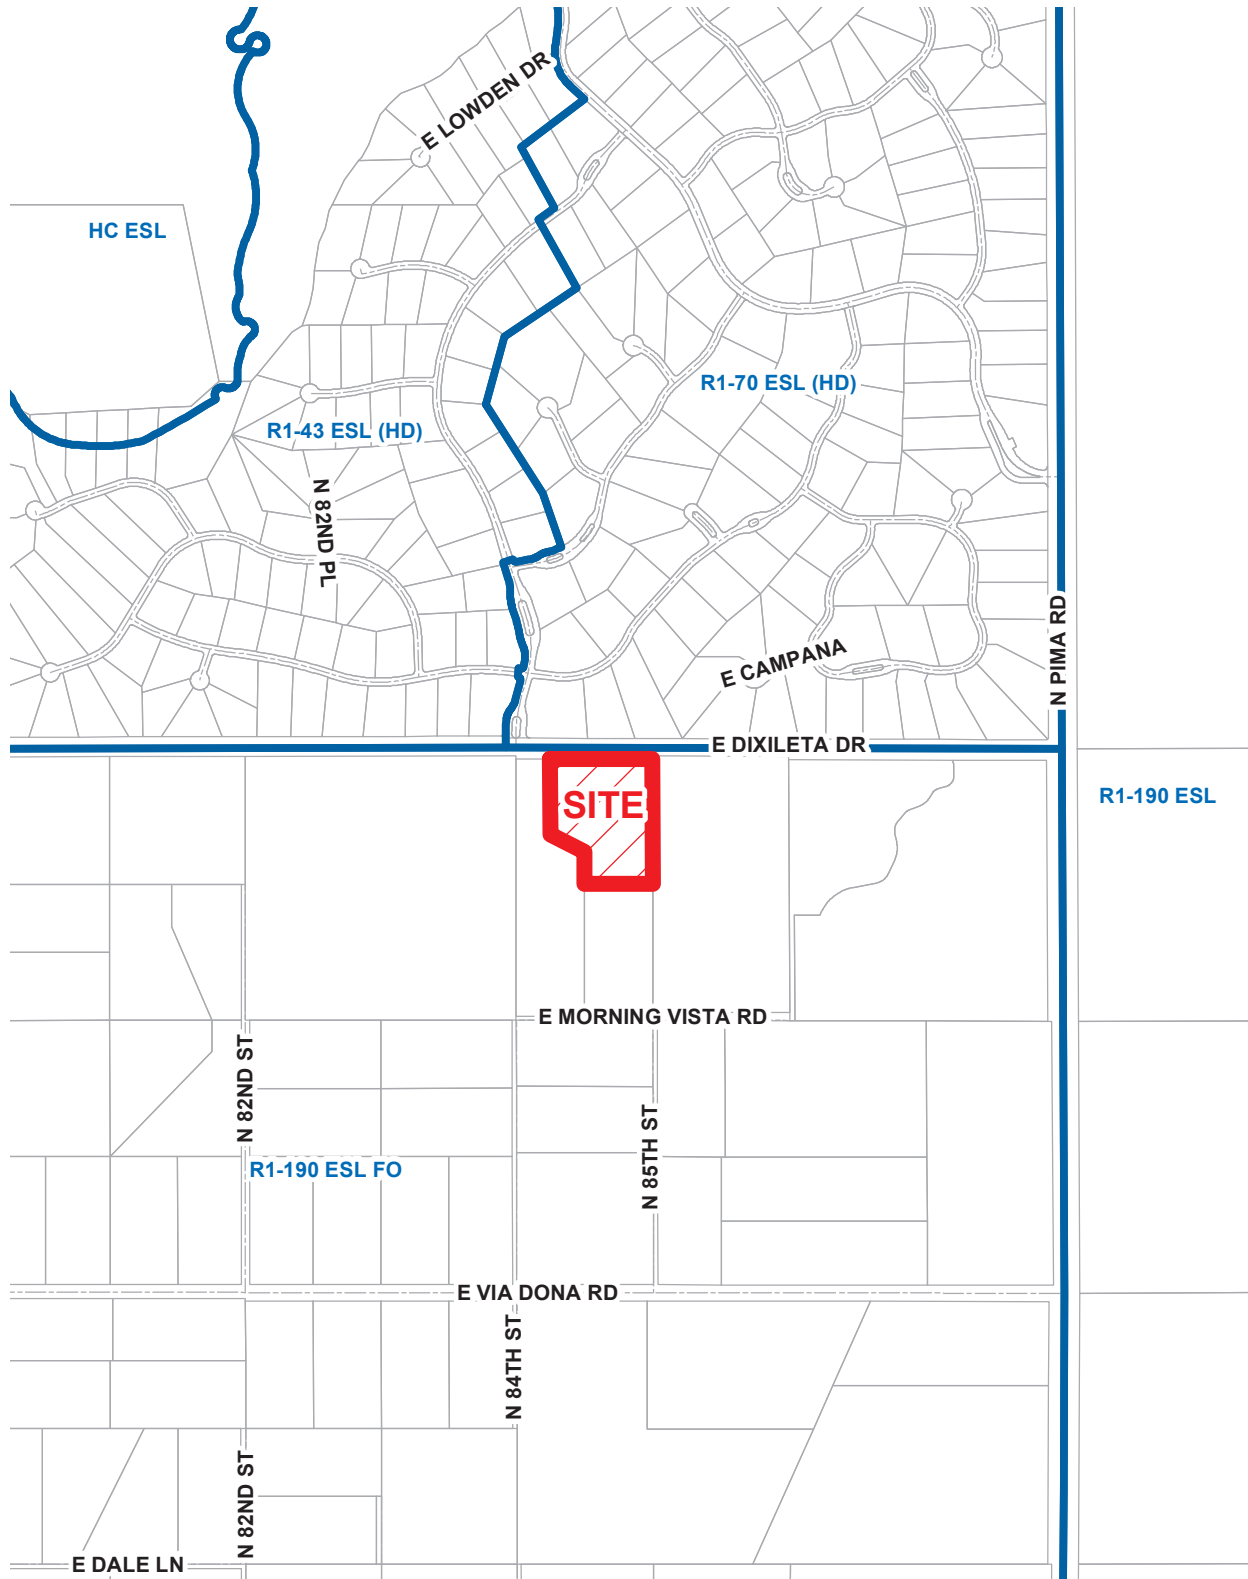 E LOWDEN DR
HC ESL
R1-70 ESL (HD)
R1-43 ESL (HD)
N 82ND PL
N PIMA RD
E CAMPANA
E DIXILETA DR
SITE
R1-190 ESL
E MORNING VISTA RD
N 82ND ST
N 85TH ST
R1-190 ESL FO
E VIA DONA RD
N 84TH ST
N 82ND ST
E DALE LN